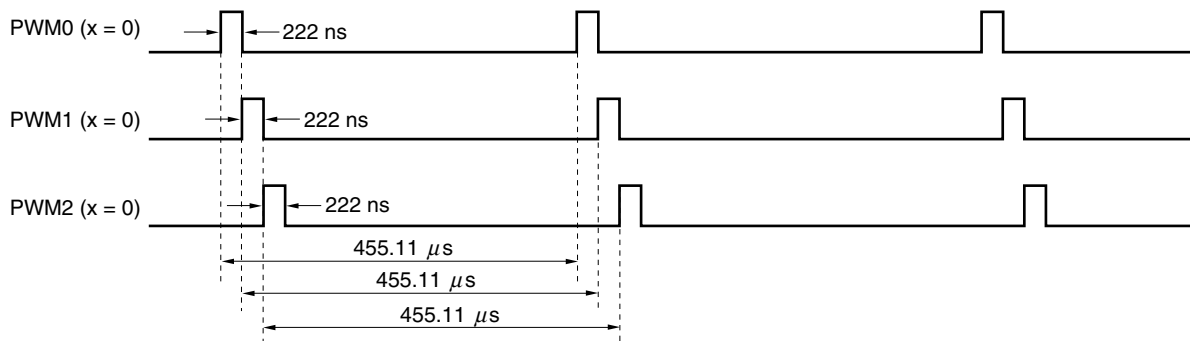 PWM0 (x = 0)
222 ns
PWM1 (x = 0)
222 ns
PWM2 (x = 0)
222 ns
455.11 μs
455.11 μs
455.11 μs